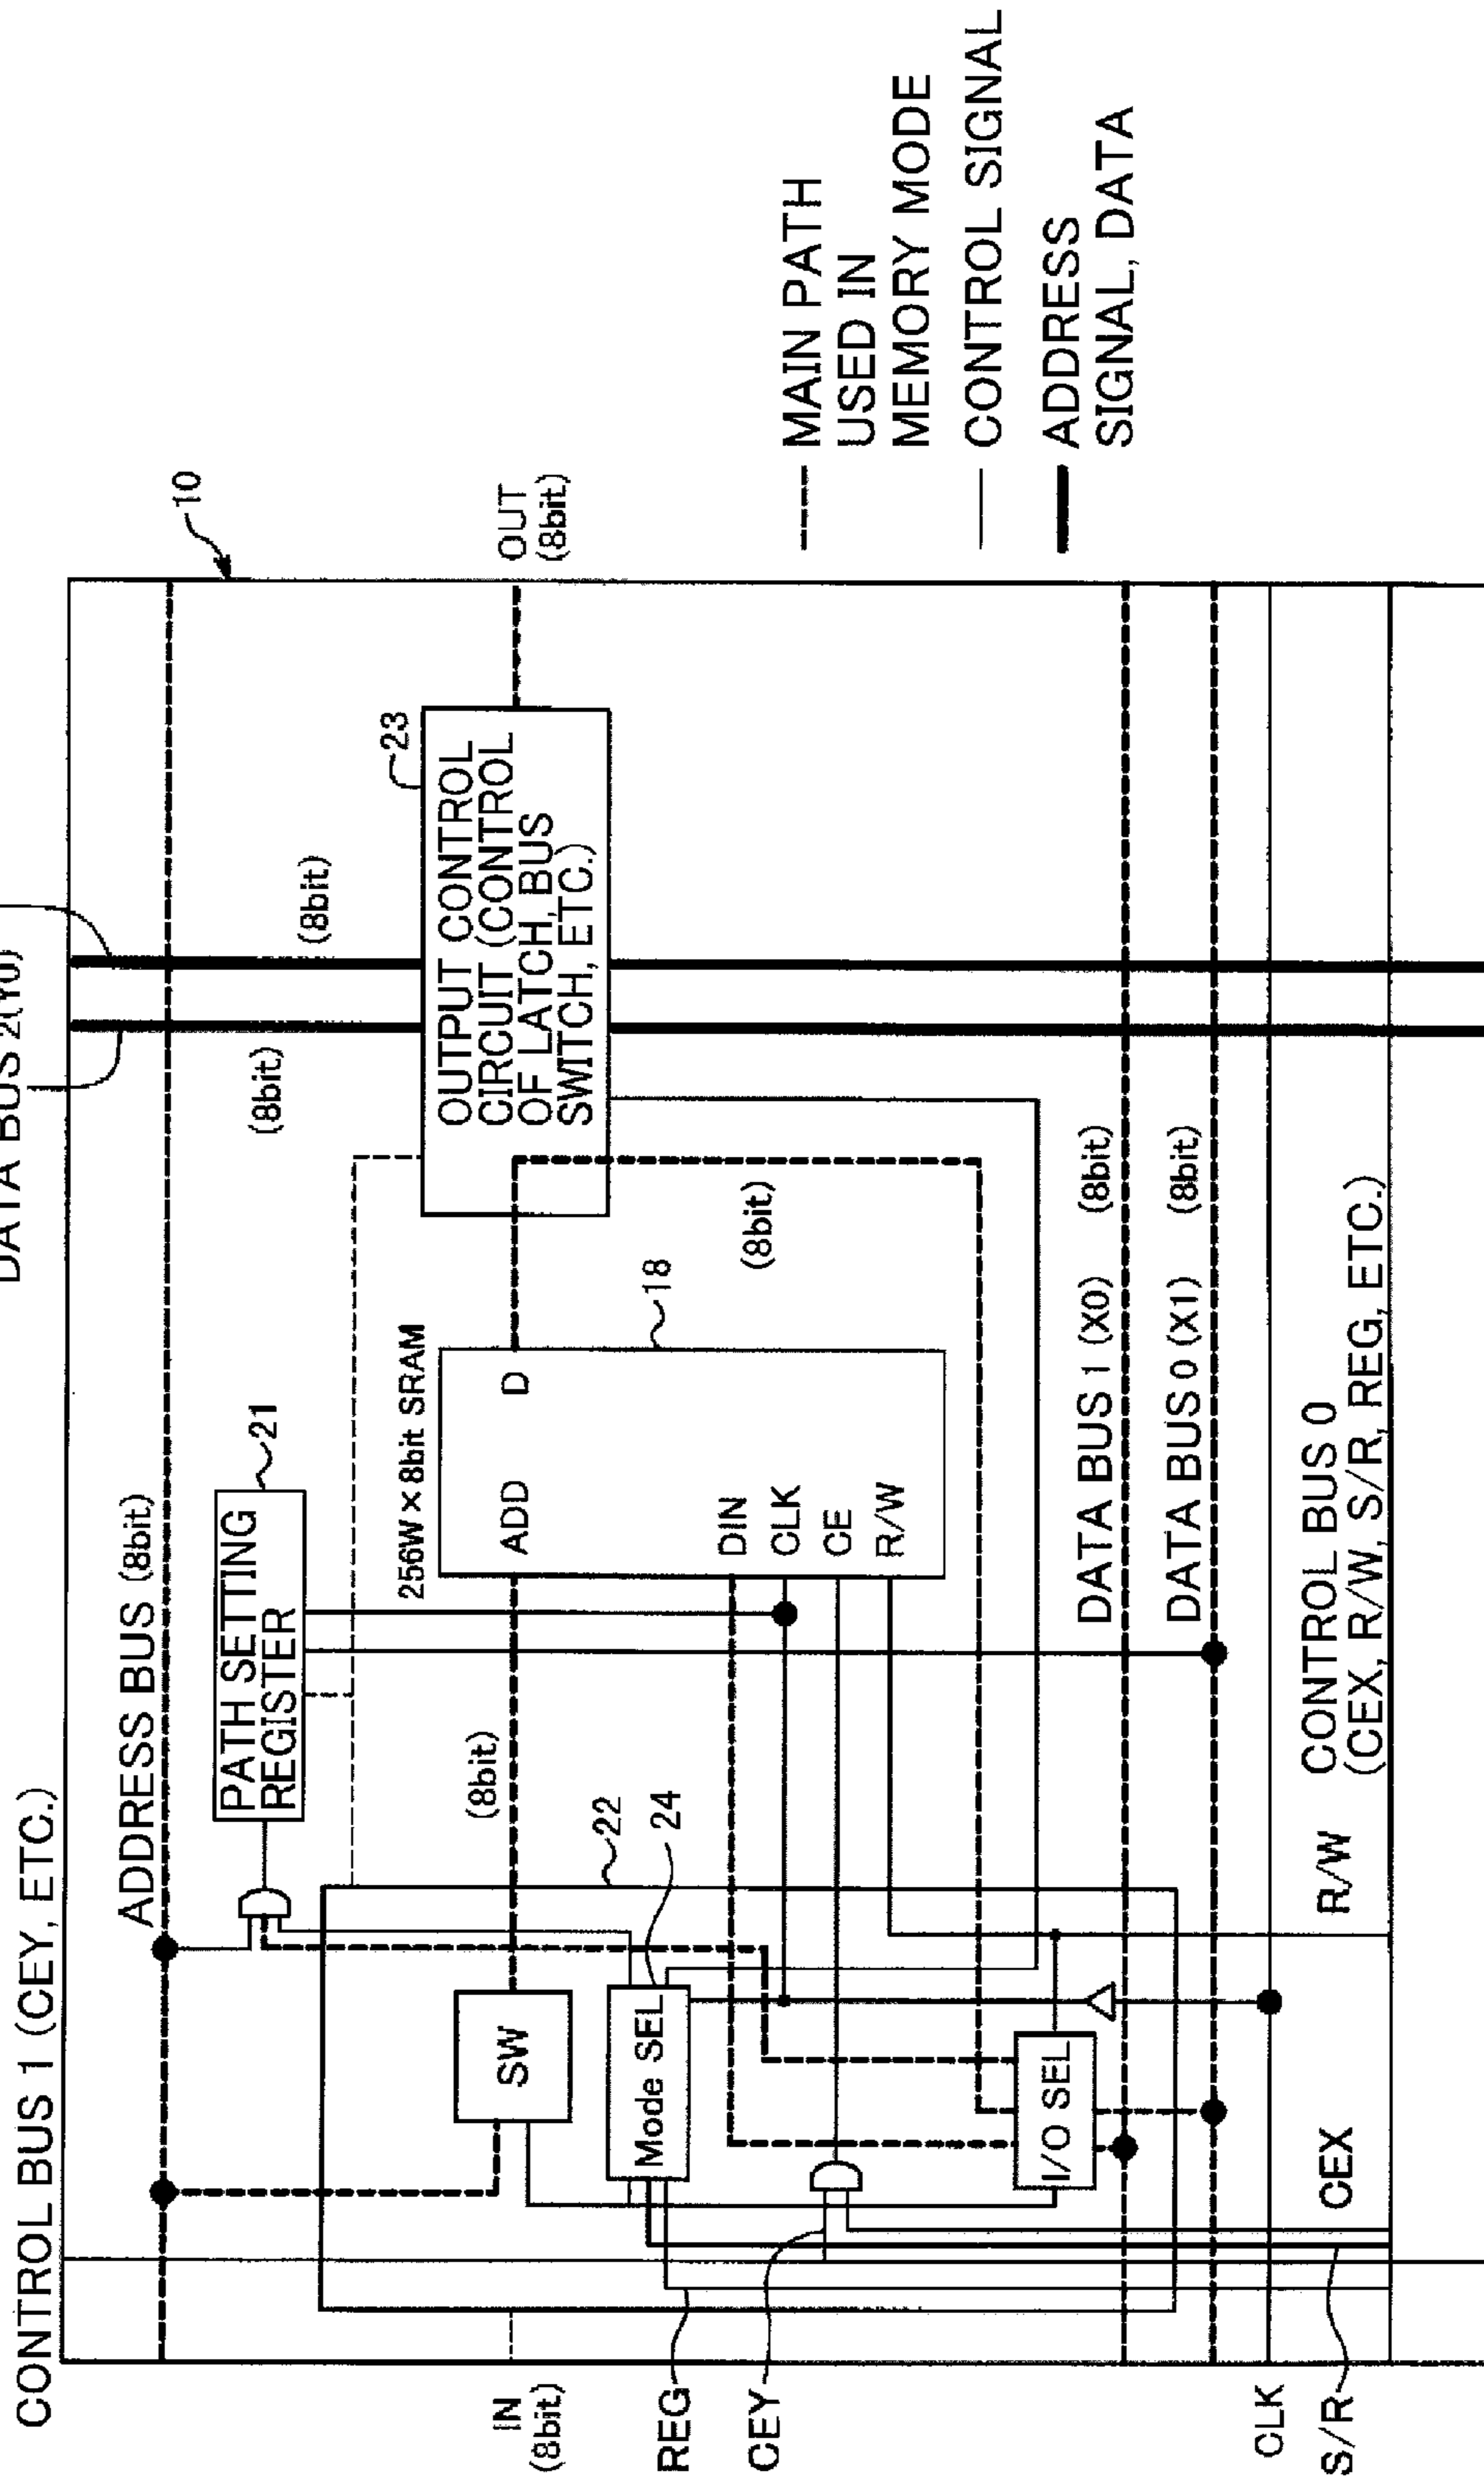 CONTROL BUS 1 (CEY, ETC.)
DATA BUS 2(Y0)
ADDRESS BUS (8bit)
10
PATH SETTING
REGISTER
21
(8bit)
(8bit)
23
OUTPUT CONTROL
CIRCUIT (CONTROL
OF LATCH, BUS
SWITCH, ETC.)
OUT
(8bit)
256W × 8bit SRAM
18
ADD
D
DIN
CLK
CE
R/W
(8bit)
(8bit)
22
24
SW
Mode SEL
I/O SEL
IN
(8bit)
REG
CEY
DATA BUS 1 (X0) (8bit)
DATA BUS 0 (X1) (8bit)
CLK
S/R
CEX
R/W
CONTROL BUS 0
(CEX, R/W, S/R, REG, ETC.)
MAIN PATH
USED IN
MEMORY MODE
CONTROL SIGNAL
ADDRESS
SIGNAL, DATA